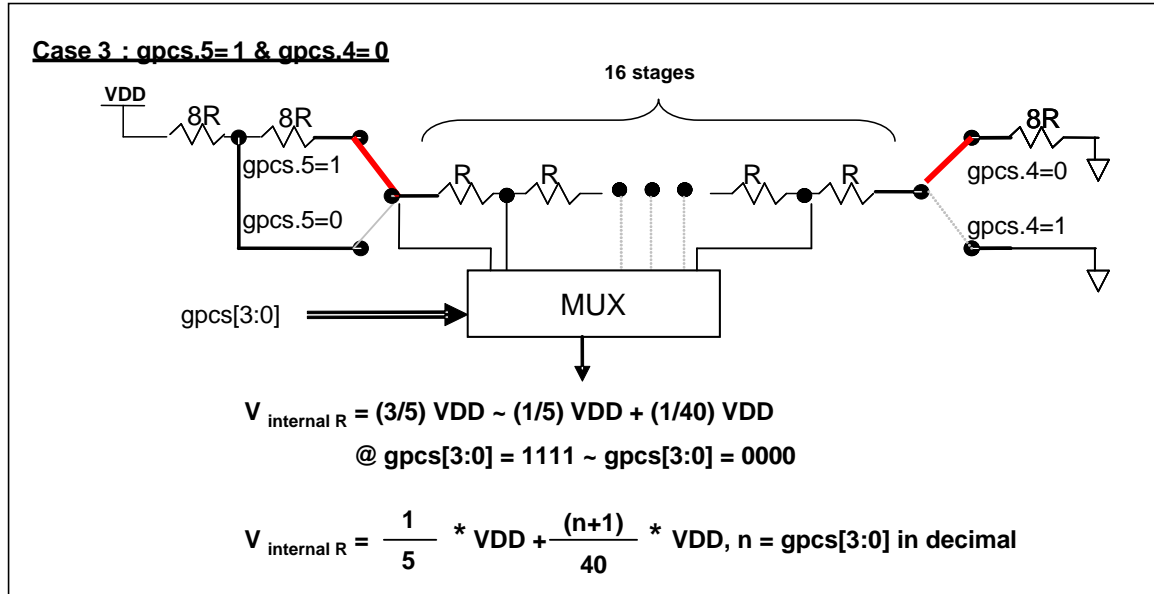 Case 3 : gpcs.5=1 & gpcs.4=0
16 stages
VDD
8R 8R 8R
gpcs.5=1 R R R R gpcs.4=0
gpcs.5=0 gpcs.4=1
MUX
gpcs[3:0]
V internal R = (3/5) VDD ~ (1/5) VDD + (1/40) VDD
@ gpcs[3:0] = 1111 ~ gpcs[3:0] = 0000
V internal R = 1/5 * VDD + (n+1)/40 * VDD, n = gpcs[3:0] in decimal